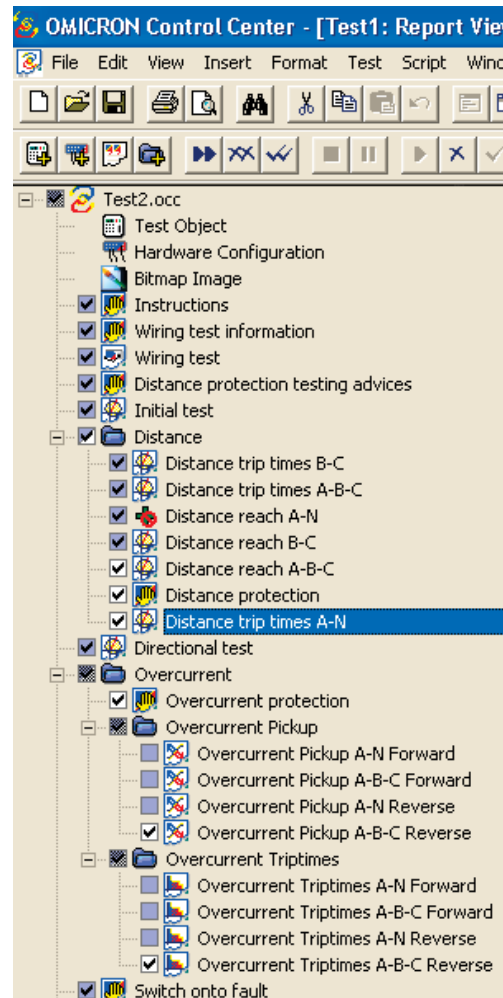 OMICRON Control Center - [Test1: Report Vie
File Edit View Insert Format Test Script Wind
Test2.occ
Test Object
Hardware Configuration
Bitmap Image
Instructions
Wiring test information
Wiring test
Distance protection testing advices
Initial test
Distance
Distance trip times B-C
Distance trip times A-B-C
Distance reach A-N
Distance reach B-C
Distance reach A-B-C
Distance protection
Distance trip times A-N
Directional test
Overcurrent
Overcurrent protection
Overcurrent Pickup
Overcurrent Pickup A-N Forward
Overcurrent Pickup A-B-C Forward
Overcurrent Pickup A-N Reverse
Overcurrent Pickup A-B-C Reverse
Overcurrent Triptimes
Overcurrent Triptimes A-N Forward
Overcurrent Triptimes A-B-C Forward
Overcurrent Triptimes A-N Reverse
Overcurrent Triptimes A-B-C Reverse
Switch onto fault